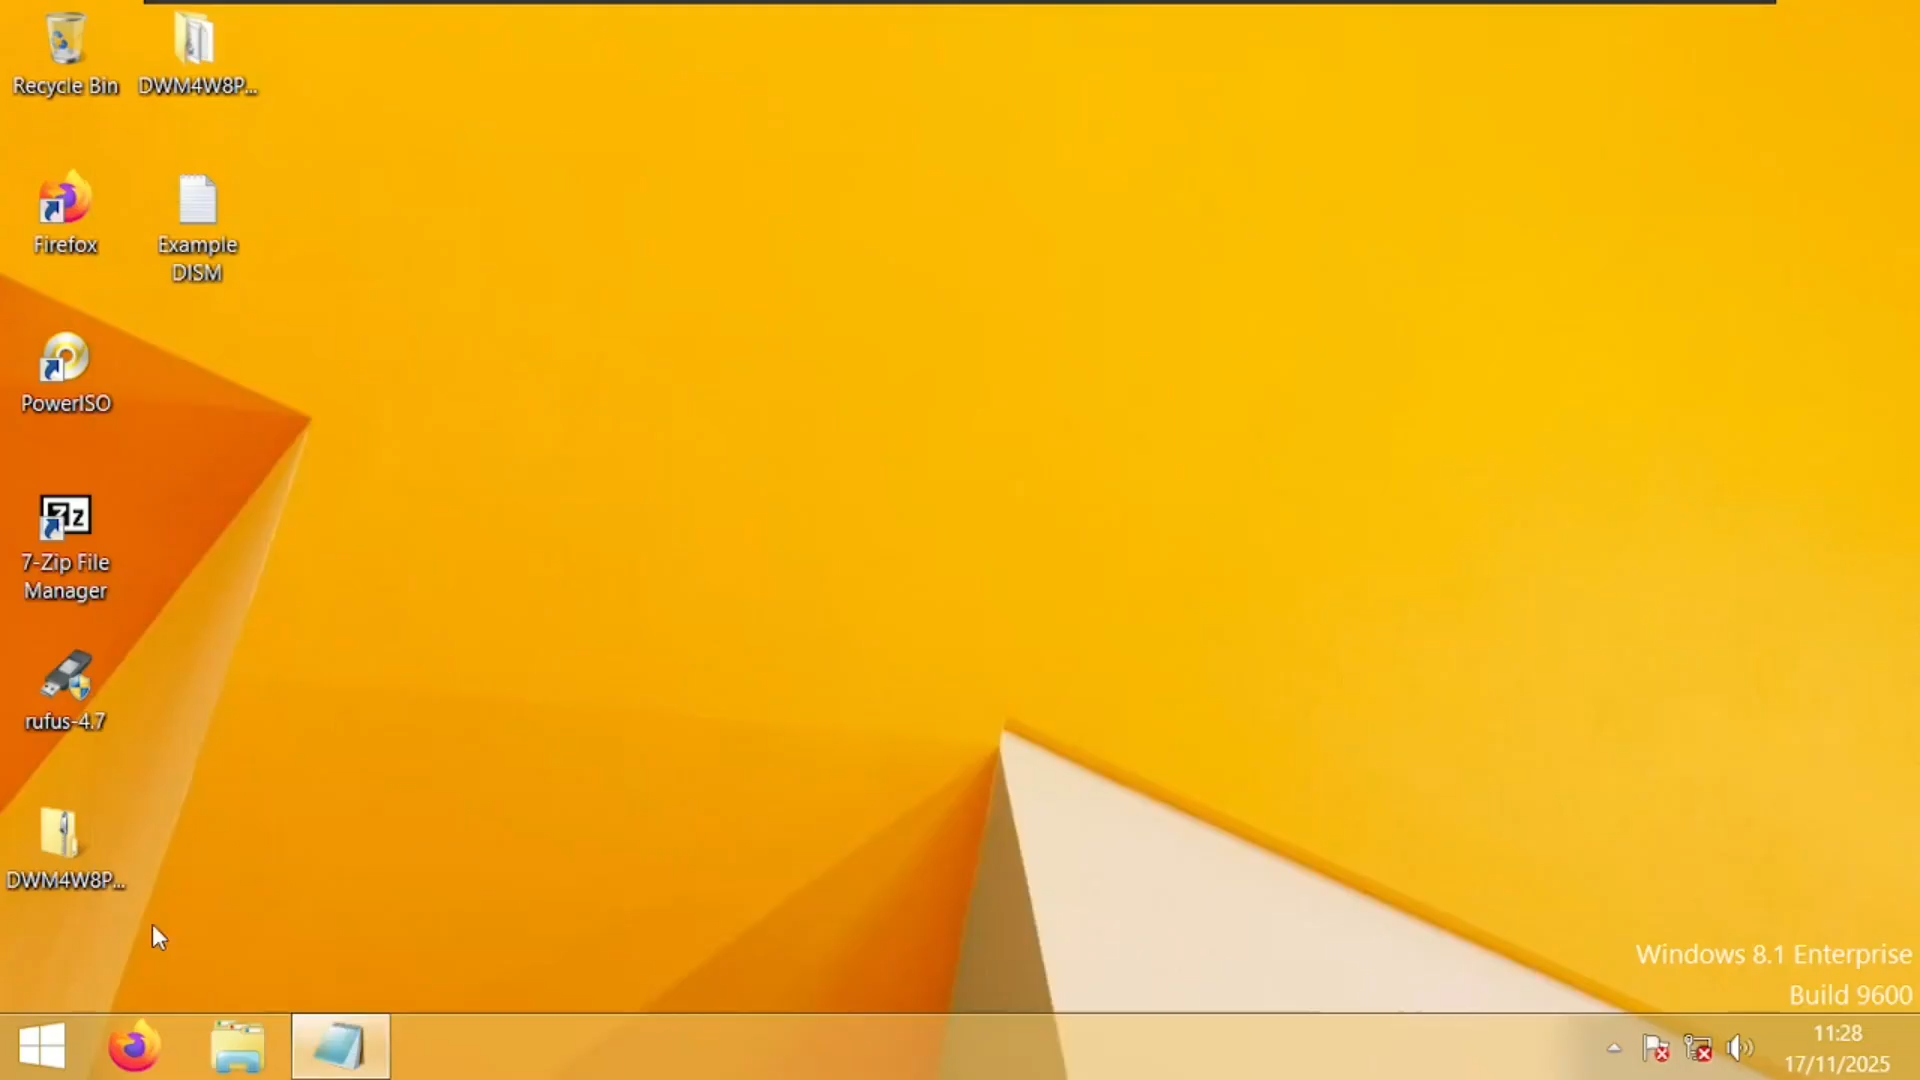 Recycle Bin
DWM4W8P...
Firefox
Example
DISM
PowerISO
7-Zip File
Manager
rufus-4.7
DWM4W8P...
Windows 8.1 Enterprise
Build 9600
11:28
17/11/2025